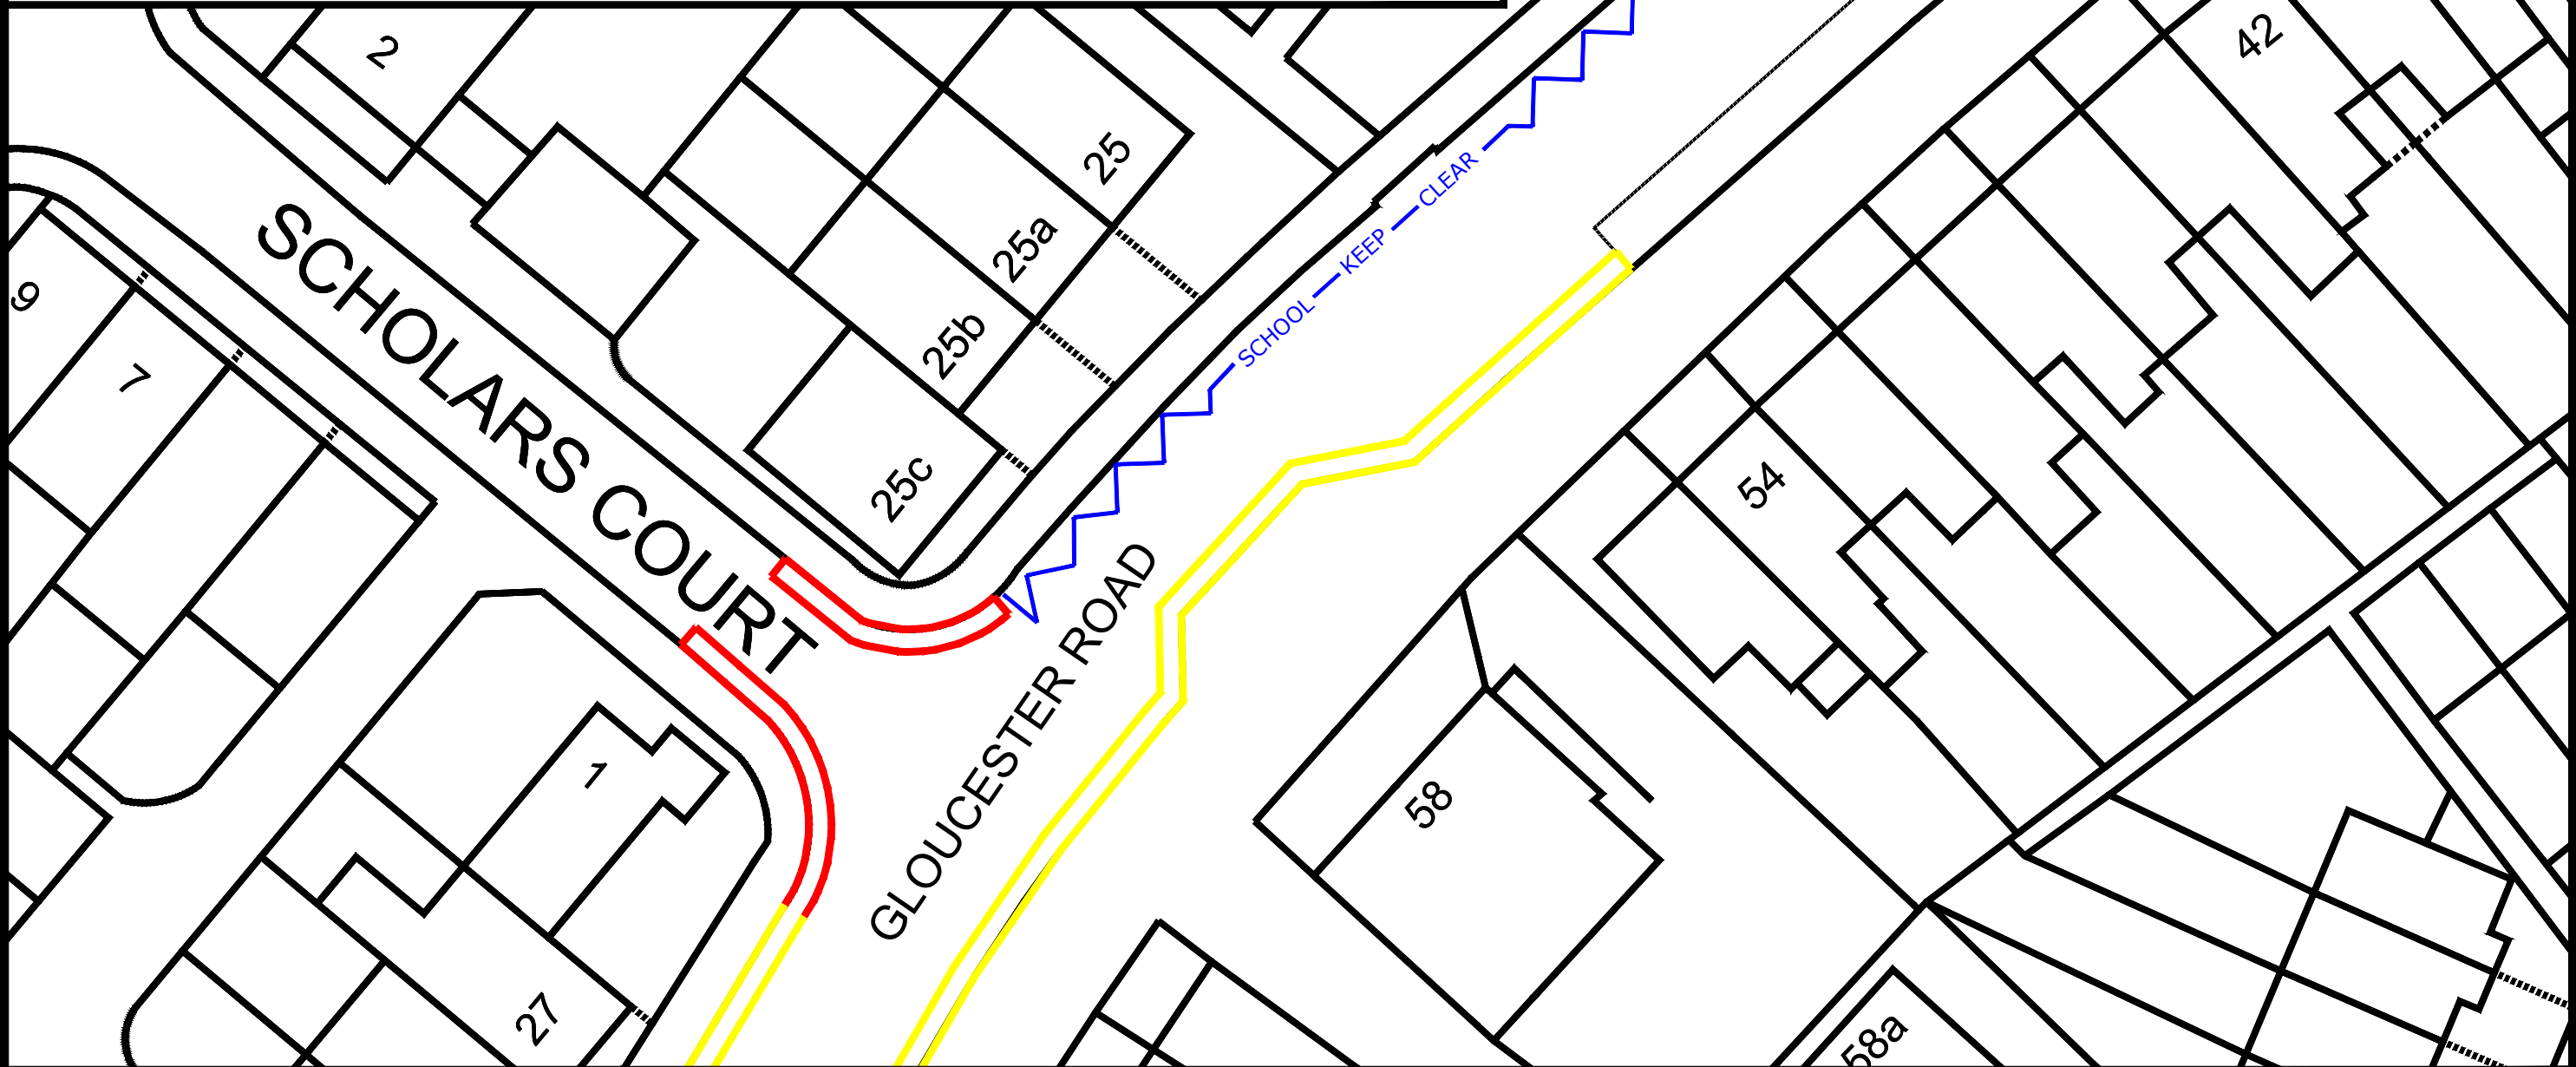 2
42
25
25a
SCHOLARS COURT
SCHOOL KEEP CLEAR
9
25b
7
25c
54
GLOUCESTER ROAD
1
58
27
58a